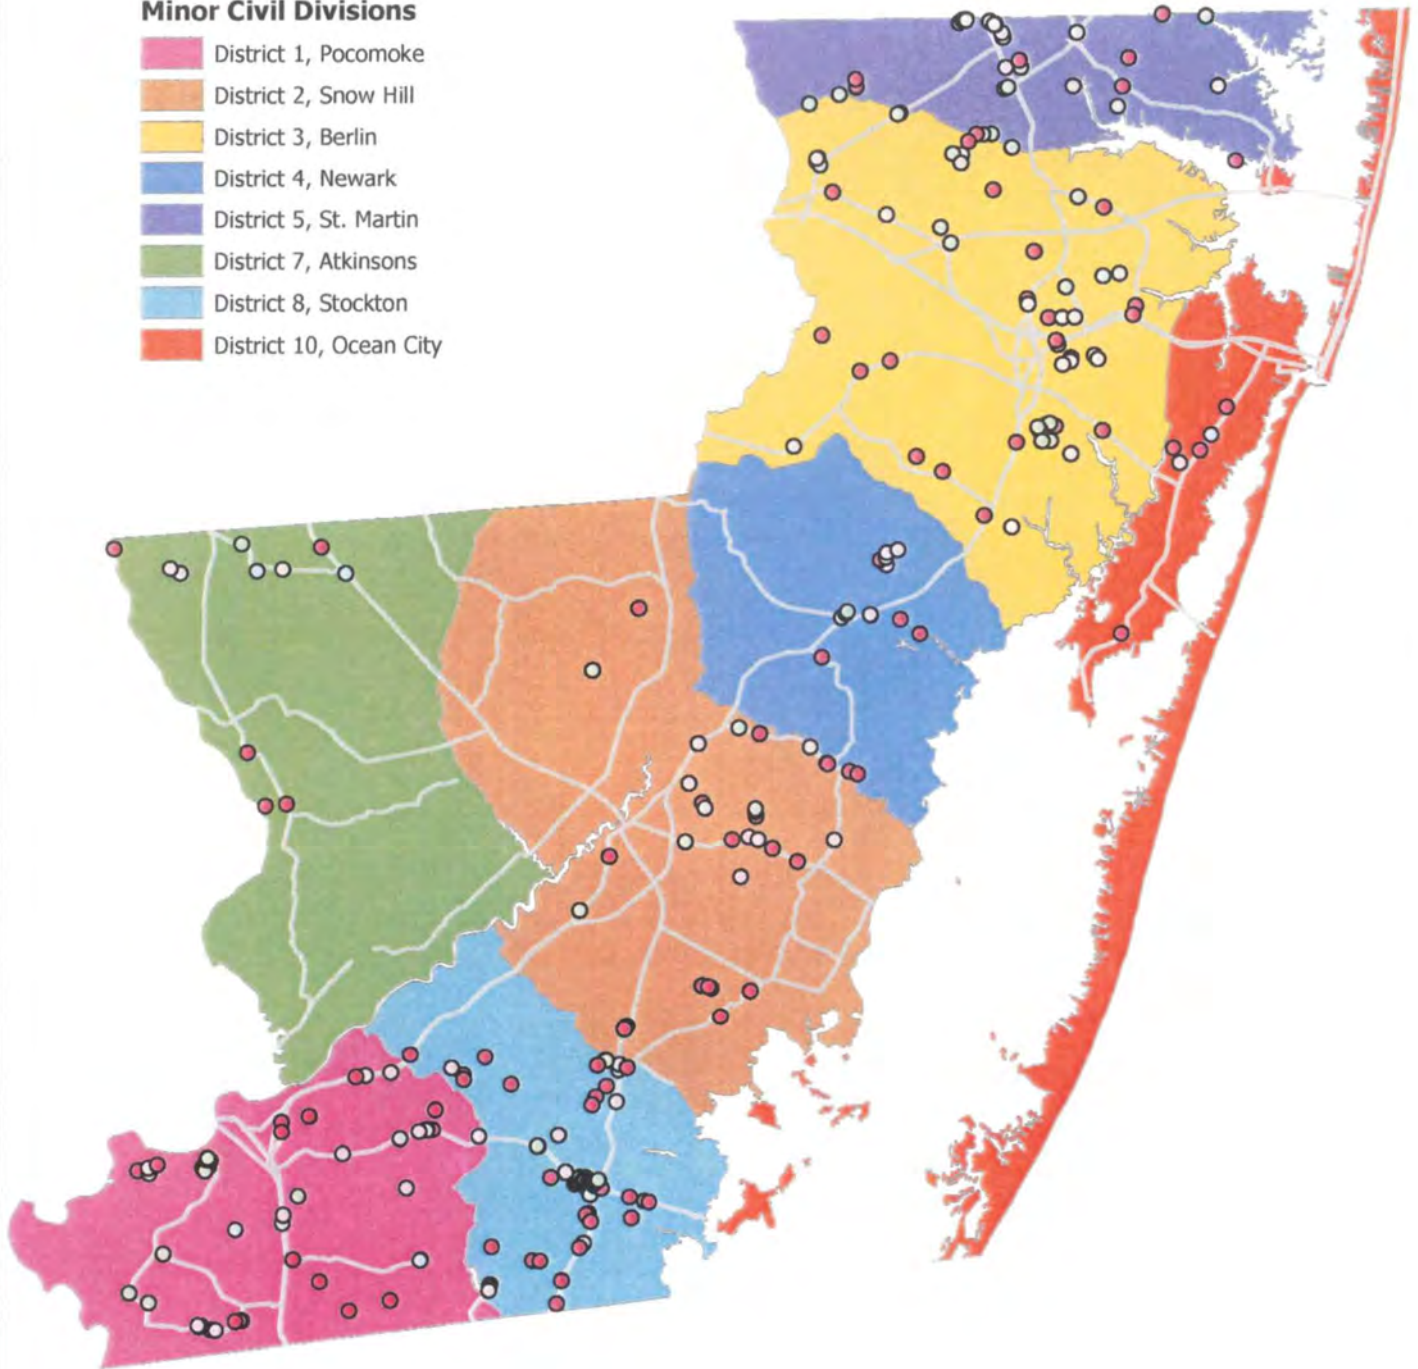 Minor Civil Divisions
District 1, Pocomoke
District 2, Snow Hill
District 3, Berlin
District 4, Newark
District 5, St. Martin
District 7, Atkinsons
District 8, Stockton
District 10, Ocean City